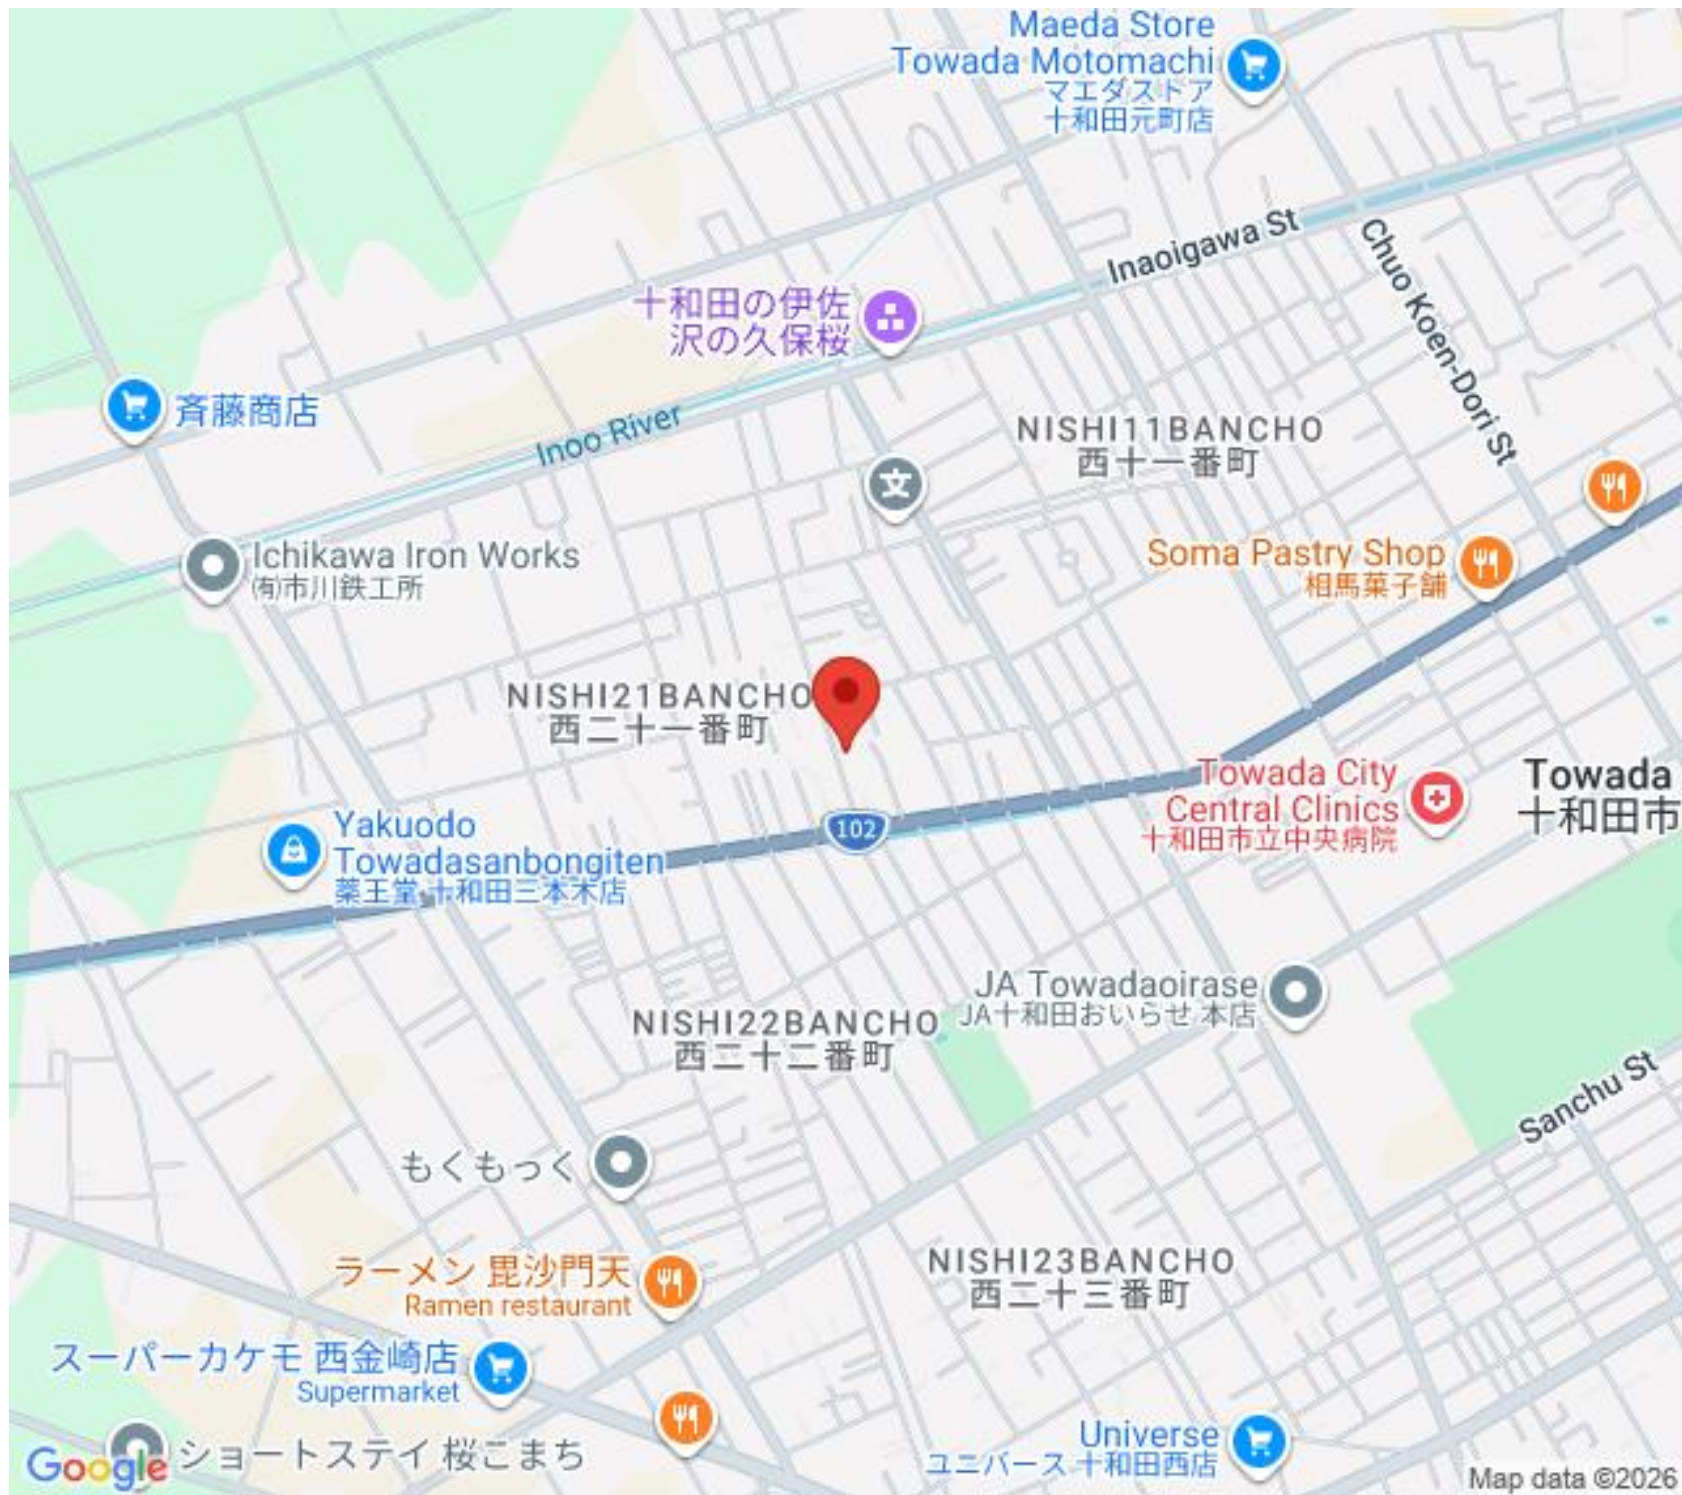 Maeda Store
Towada Motomachi
マエダストア
十和田元町店
Inaoigawa St
Chuo Koen-Dori St
十和田の伊佐
沢の久保桜
斉藤商店
Inoo River
NISHI11BANCHO
西十一番町
文
Ichikawa Iron Works
㈲市川鉄工所
Soma Pastry Shop
相馬菓子舗
NISHI21BANCHO
西二十一番町
Towada City
Central Clinics
十和田市立中央病院
Towada
十和田市
102
Yakuodo
Towadasanbongiten
薬王堂 十和田三本木店
JA Towadaoirase
JA十和田おいらせ 本店
NISHI22BANCHO
西二十二番町
Sanchu St
もくもっく
ラーメン 毘沙門天
Ramen restaurant
NISHI23BANCHO
西二十三番町
スーパーカケモ 西金崎店
Supermarket
Universe
ユニバース 十和田西店
ショートステイ 桜こまち
Google
Map data ©2026